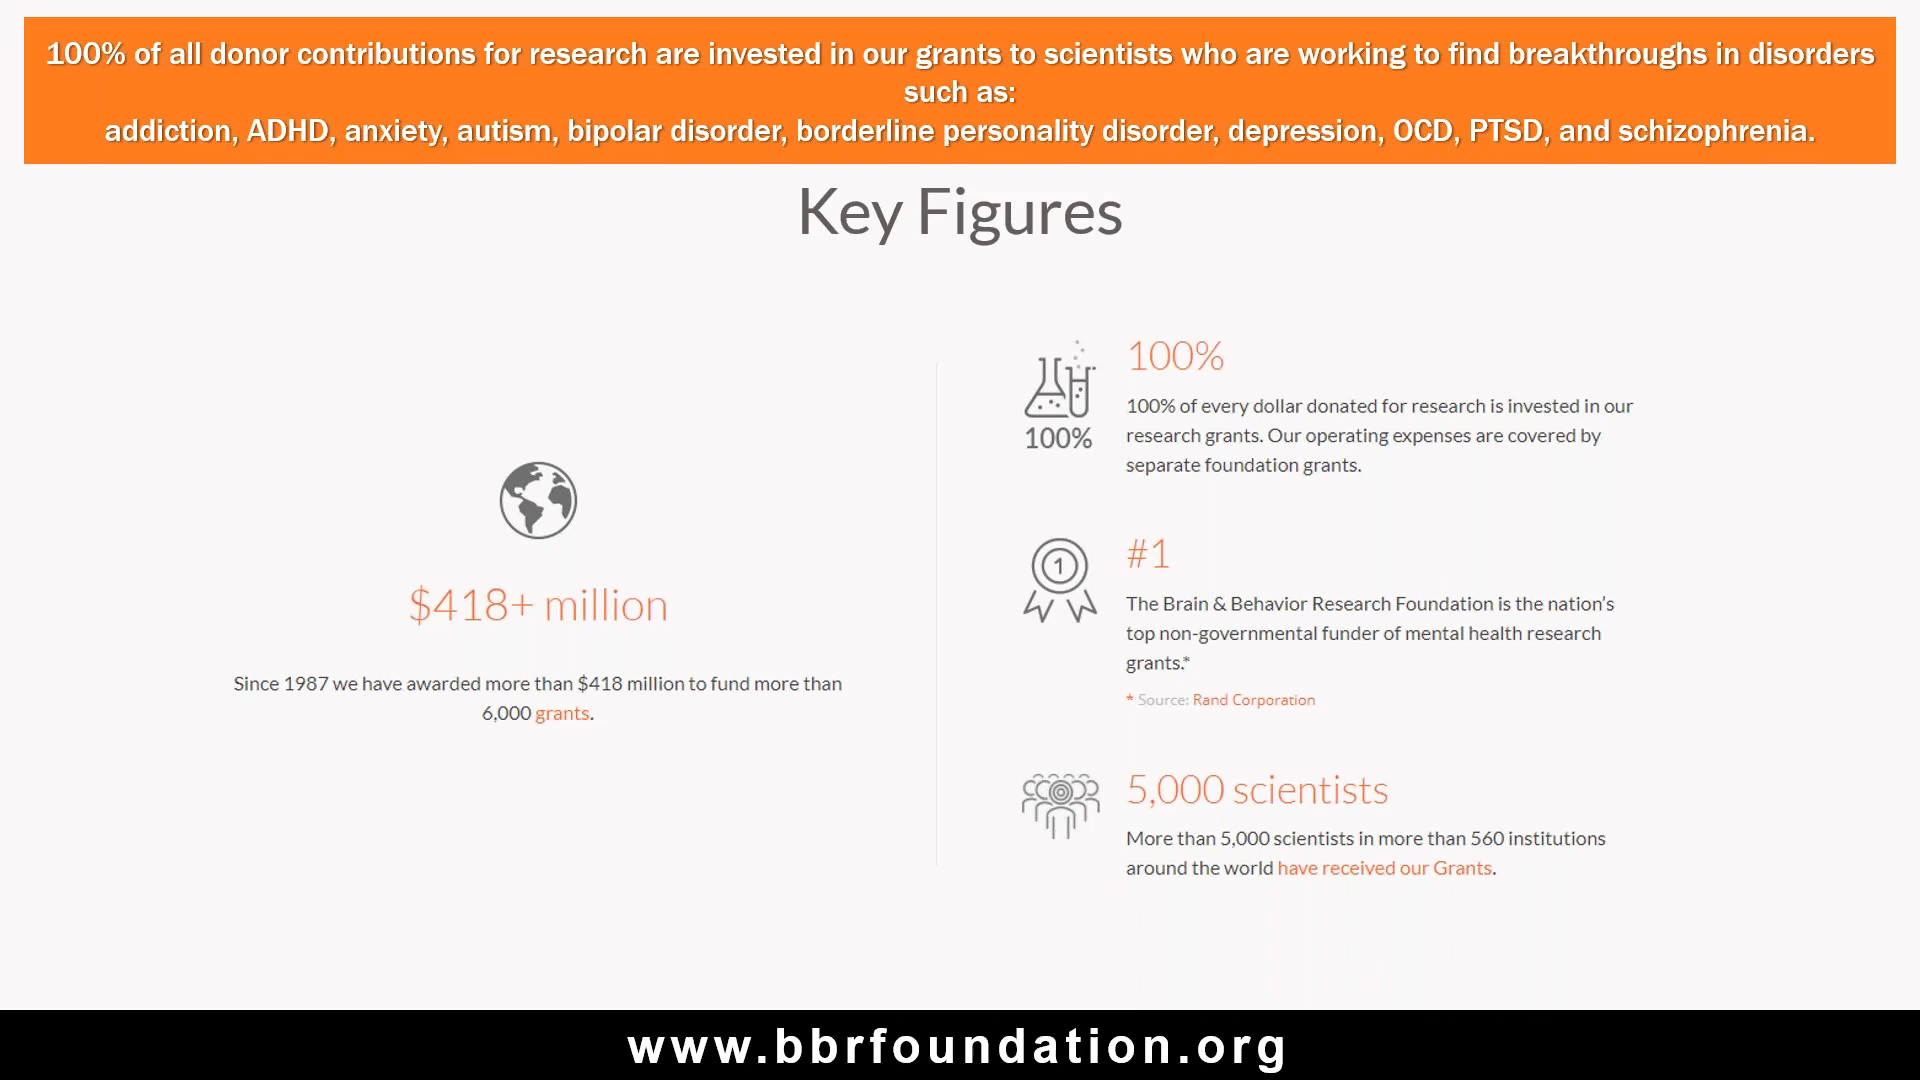 100% of all donor contributions for research are invested in our grants to scientists who are working to find breakthroughs in disorders
such as:
addiction, ADHD, anxiety, autism, bipolar disorder, borderline personality disorder, depression, OCD, PTSD, and schizophrenia.
Key Figures
$418+ million
Since 1987 we have awarded more than $418 million to fund more than
6,000 grants.
100%
100%
100% of every dollar donated for research is invested in our
research grants. Our operating expenses are covered by
separate foundation grants.
1
#1
The Brain & Behavior Research Foundation is the nation's
top non-governmental funder of mental health research
grants.*
* Source: Rand Corporation
5,000 scientists
More than 5,000 scientists in more than 560 institutions
around the world have received our Grants.
www.bbrfoundation.org